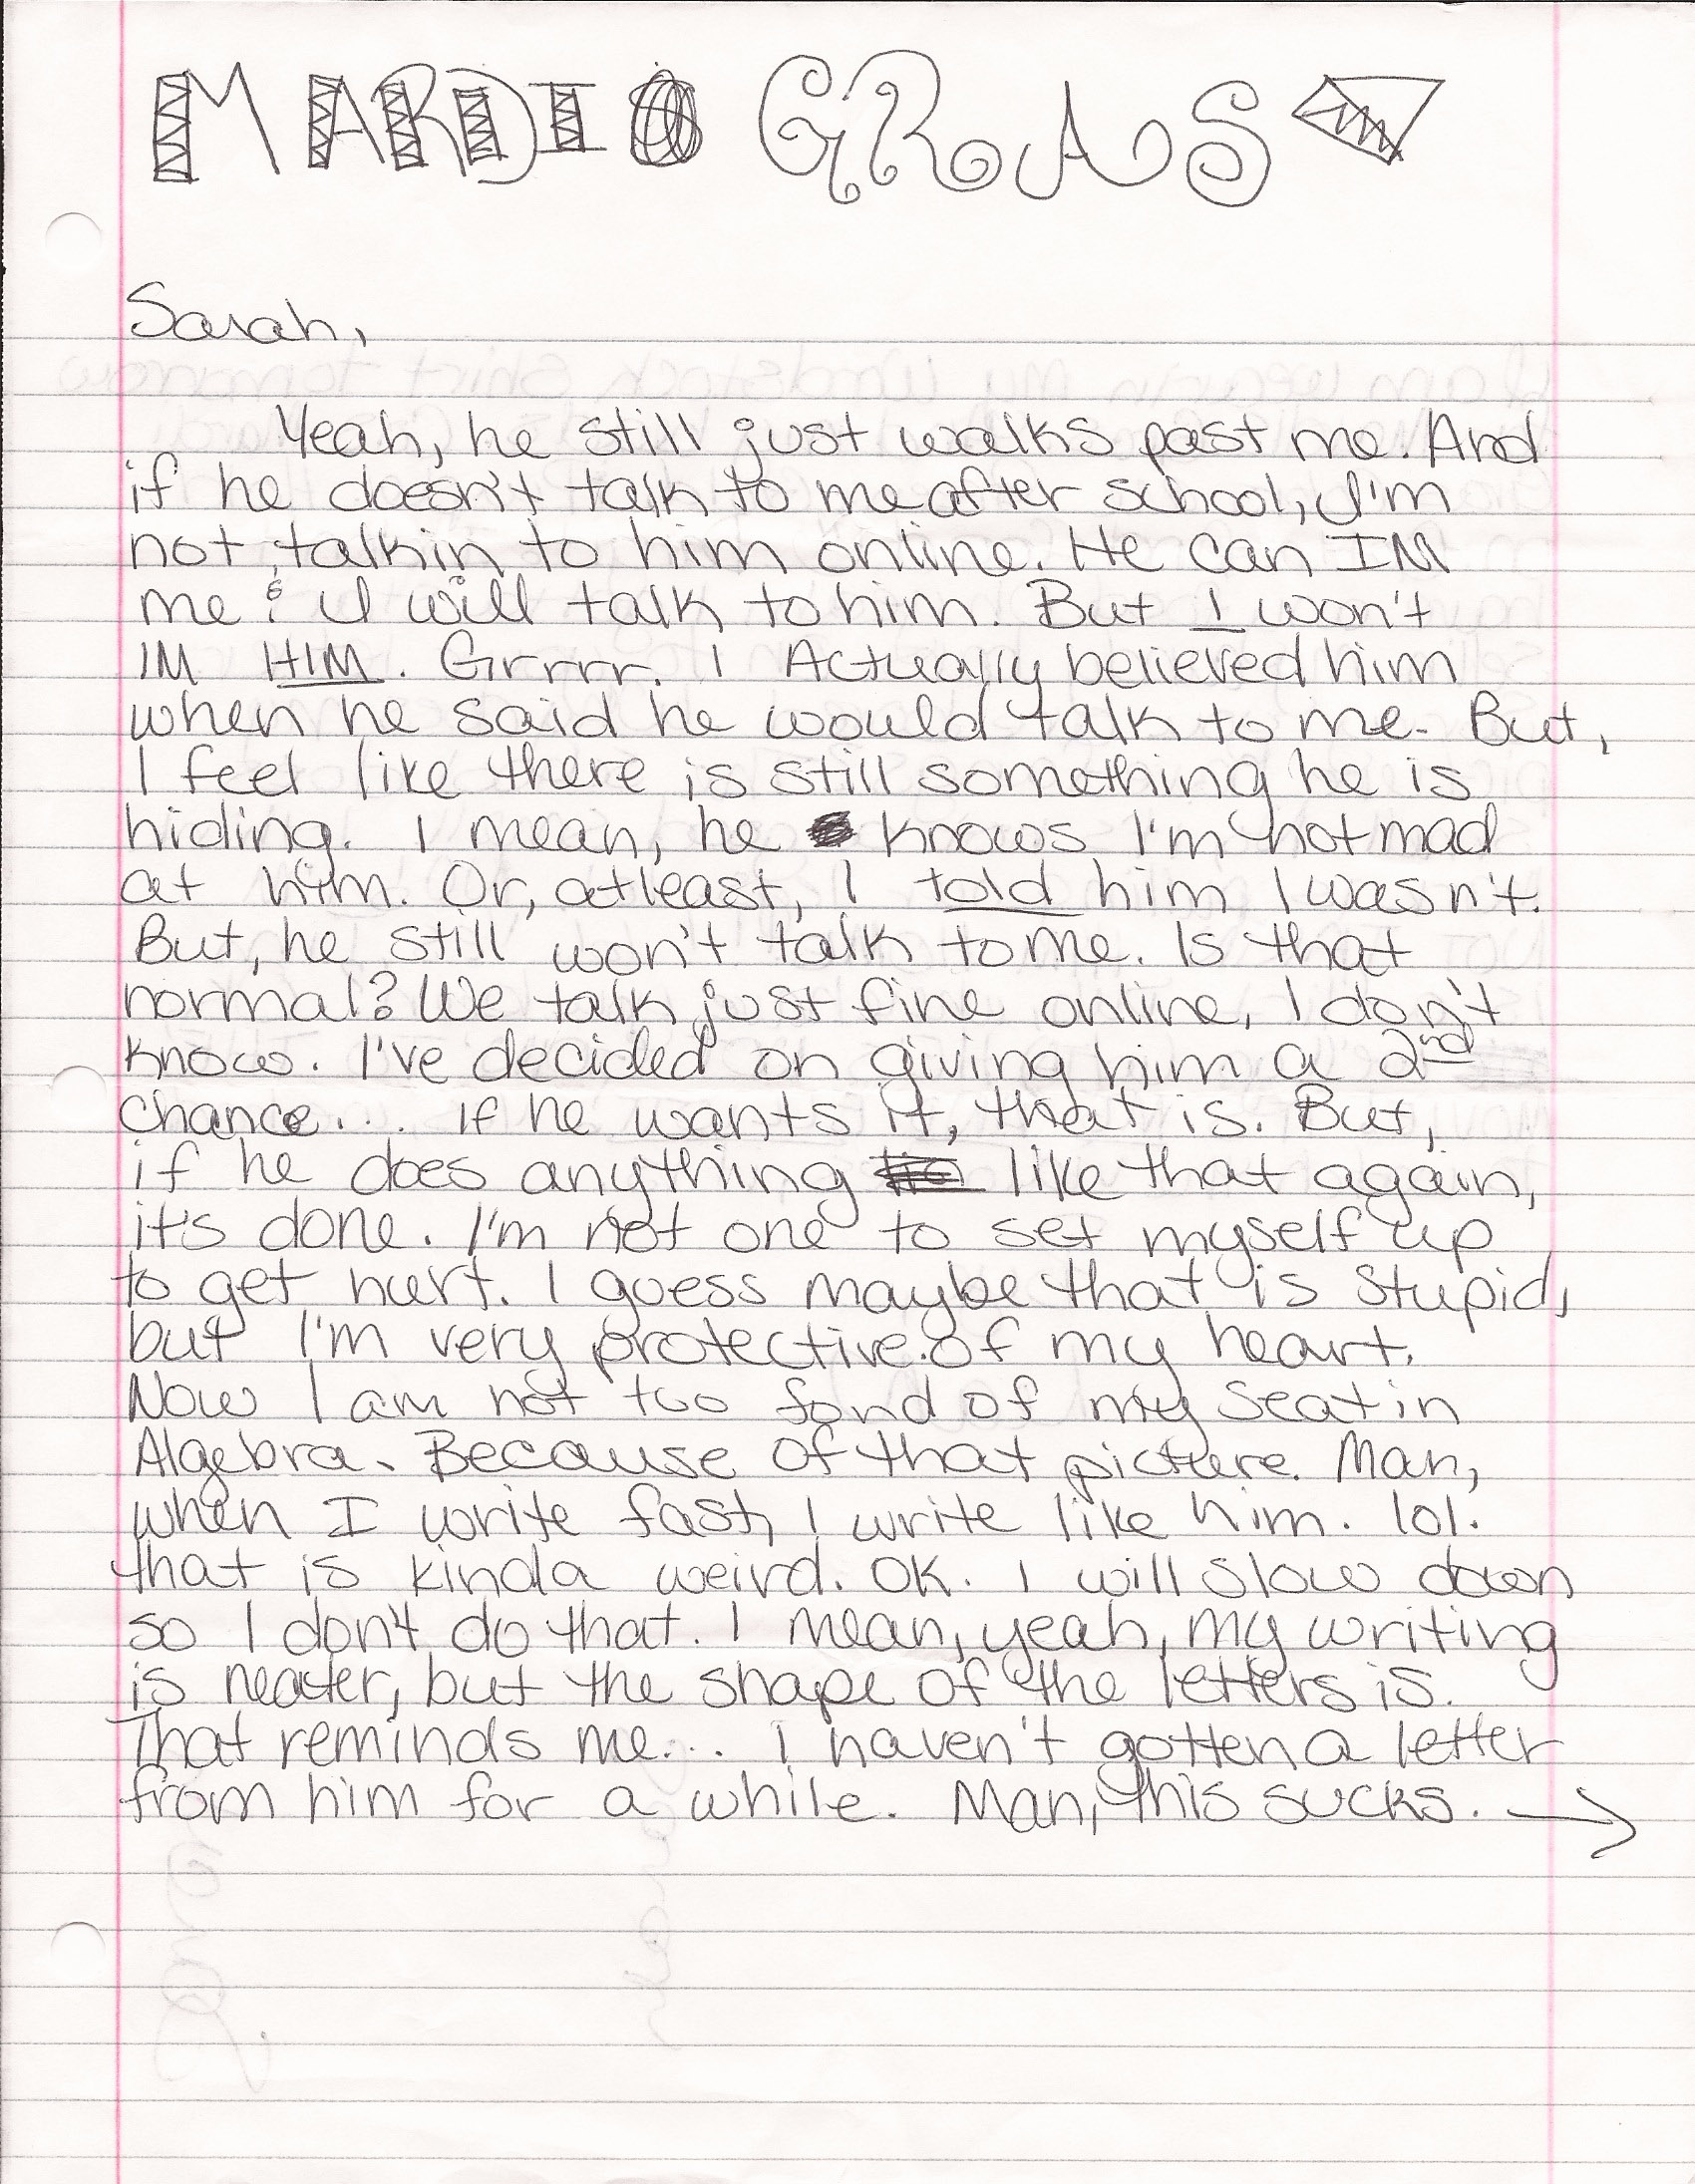 MARDI GRAS
Sarah,
Yeah, he still just walks past me. And
if he doesn't talk to me after school, I'm
not talkin to him online. He can IM
me & I will talk to him. But I won't
IM HIM. Grrrr. I Actually believed him
when he said he would talk to me. But,
I feel like there is still something he is
hiding. I mean, he knows I'm not mad
at him. Or, atleast, I told him I wasn't.
But, he still won't talk to me. Is that
normal? We talk just fine online, I don't
know. I've decided on giving him a 2nd
chance... If he wants it, that is. But,
if he does anything like that again,
it's done. I'm not one to set myself up
to get hurt. I guess maybe that is stupid,
but I'm very protective of my heart.
Now I am not too fond of my seat in
Algebra. Because of that picture. Man,
when I write fast, I write like him. lol.
that is kinda weird. OK. I will slow down
so I don't do that. I mean, yeah, my writing
is neater, but the shape of the letters is.
That reminds me... I haven't gotten a letter
from him for a while. Man, this sucks. →